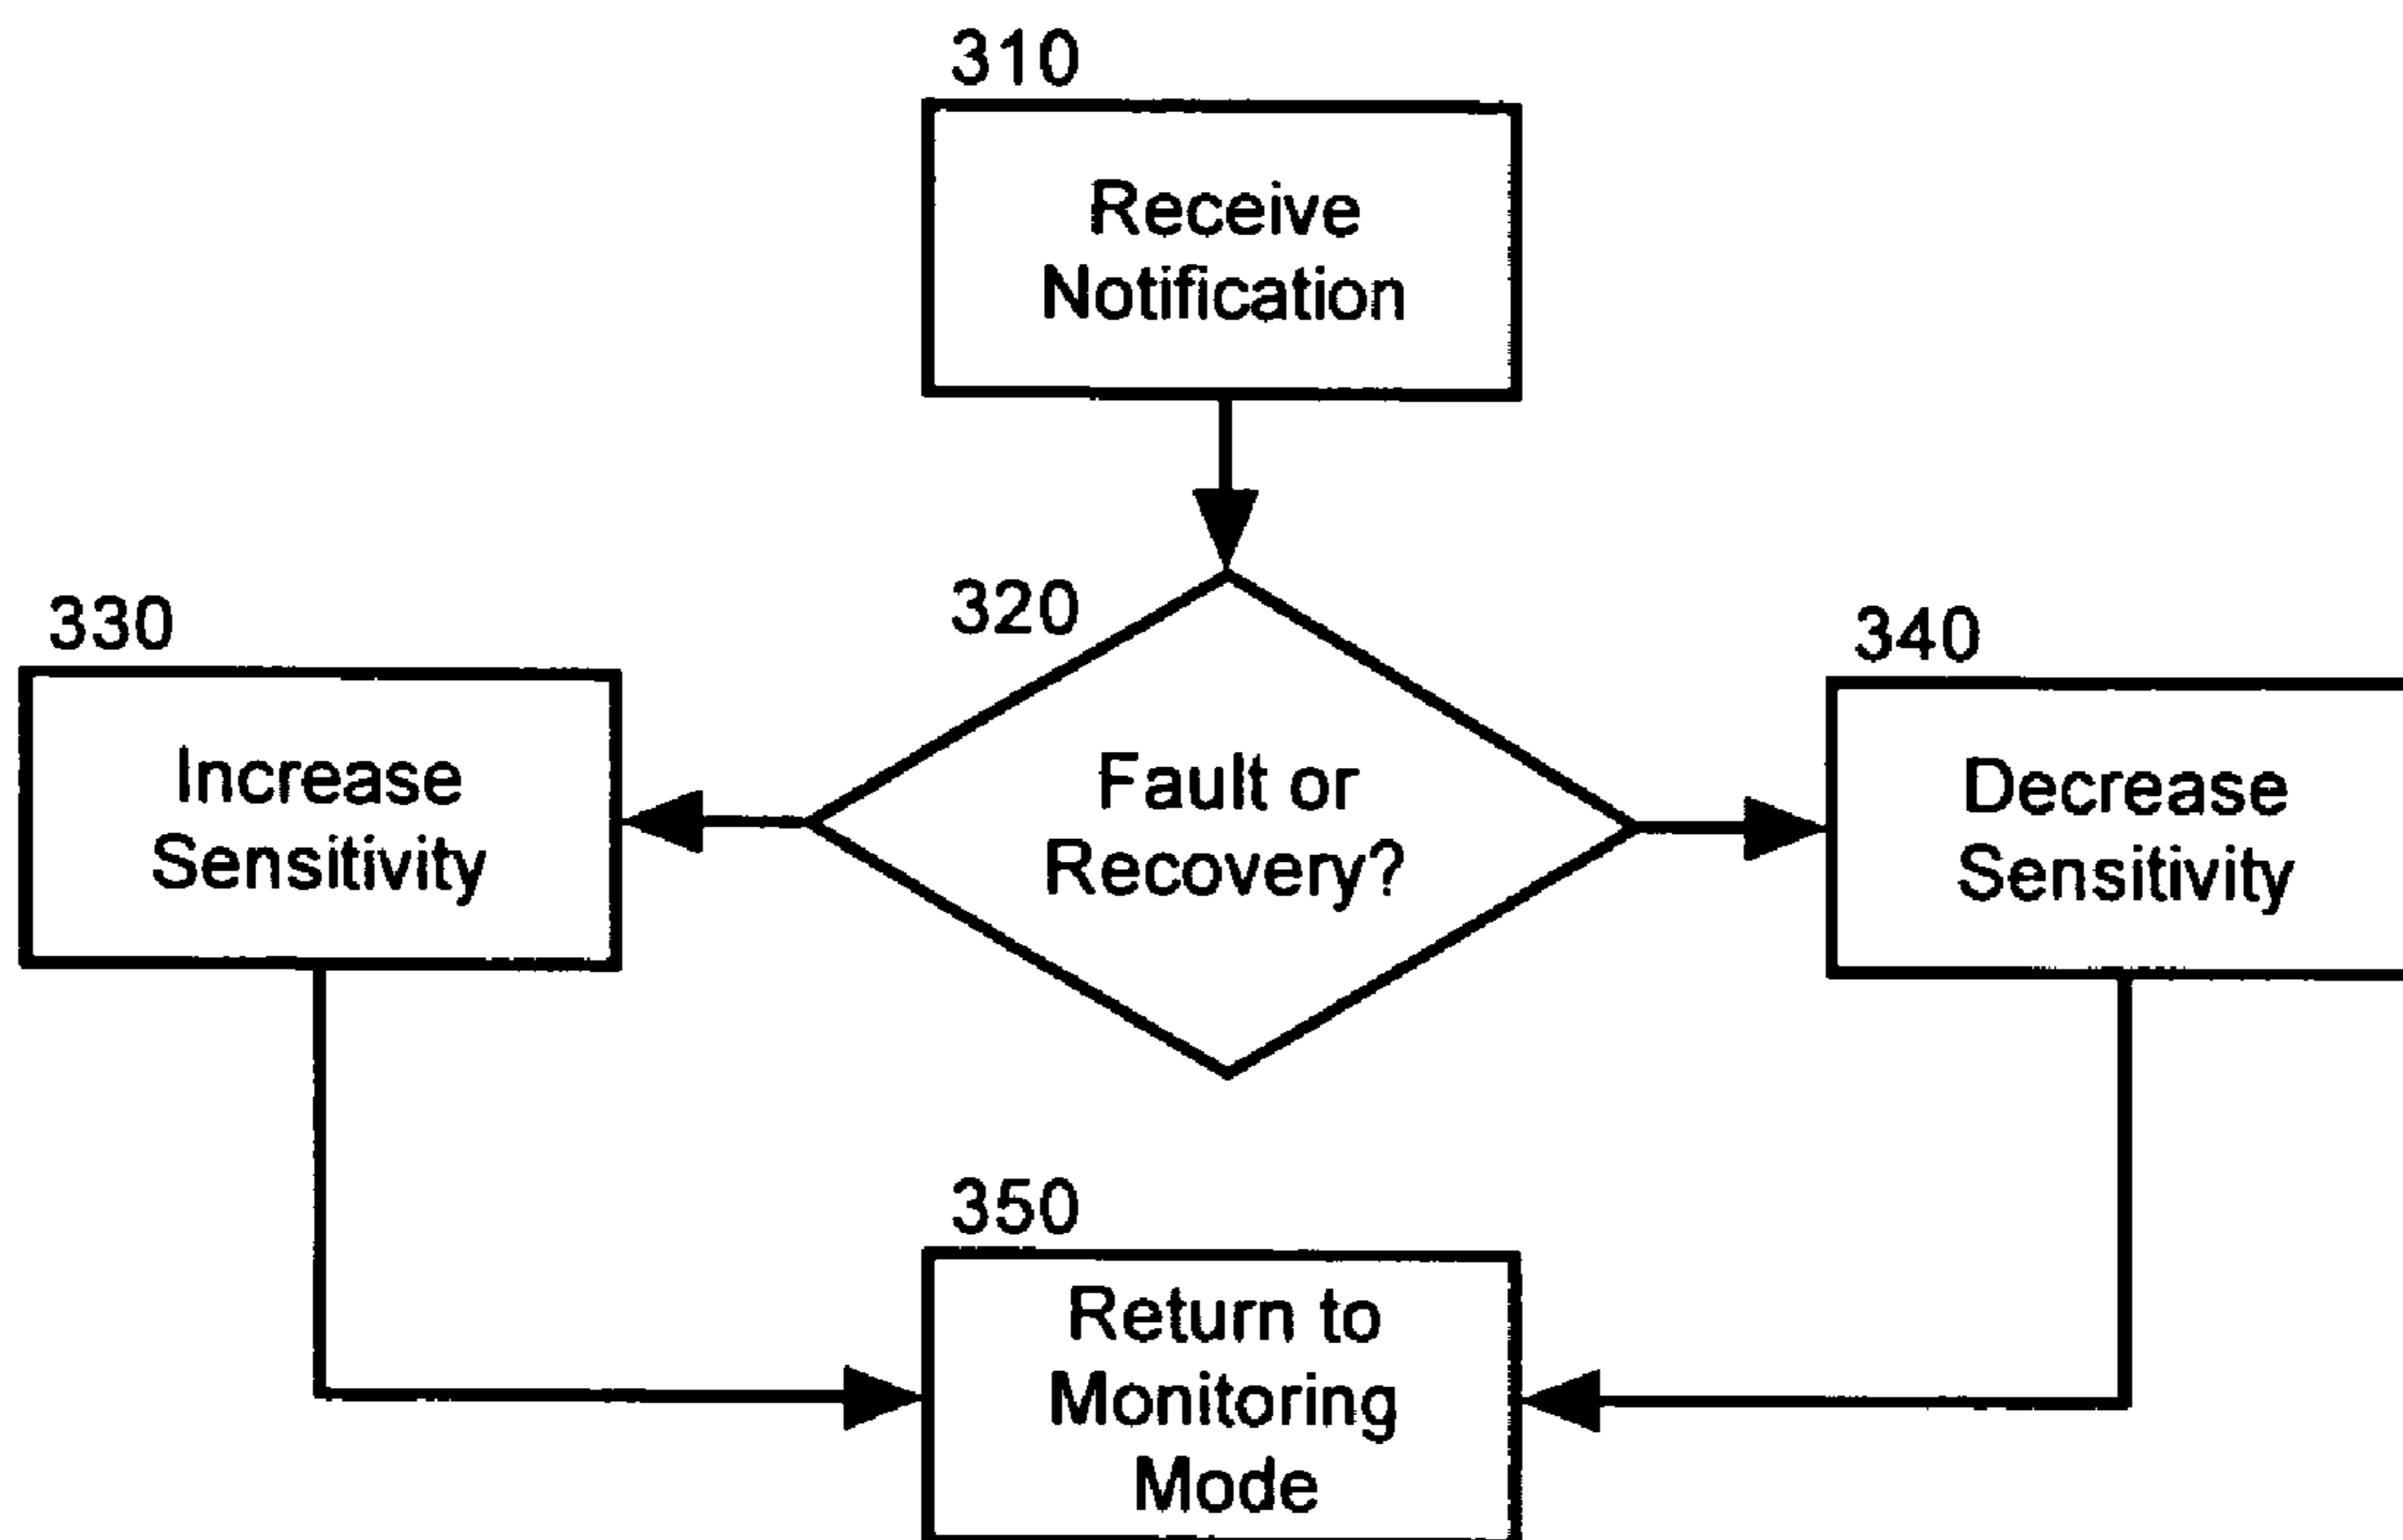 310
Receive
Notification
320
Fault or
Recovery?
330
Increase
Sensitivity
340
Decrease
Sensitivity
350
Return to
Monitoring
Mode